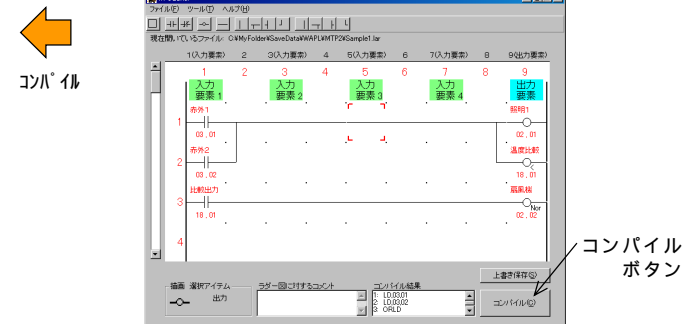 コンパイル
ファイル(F) ツール(T) ヘルプ(H)
現在開いているファイル: C:¥MyFolder¥SaveData¥WAPL¥MTP2¥Sample1.lar
1(入力要素) 2 3(入力要素) 4 5(入力要素) 6 7(入力要素) 8 9(出力要素)
1 2 3 4 5 6 7 8 9
入力要素1 入力要素2 入力要素3 入力要素4 出力要素
赤外1 照明1
1
03,01 02,01
赤外2 温度比較
2 <
03,02 18,01
比較出力 扇風機
3 Nor
18,01 02,02
4
上書き保存(S)
コンパイル
ボタン
描画 選択アイテム ラダー図に対するコメント コンパイル結果
出力
1: LD,03,01
2: LD,03,02
3: ORLD
コンパイル(C)